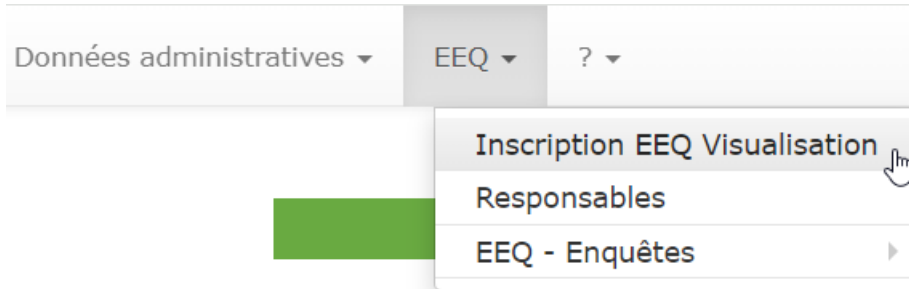 Données administratives EEQ ?
Inscription EEQ Visualisation
Responsables
EEQ - Enquêtes